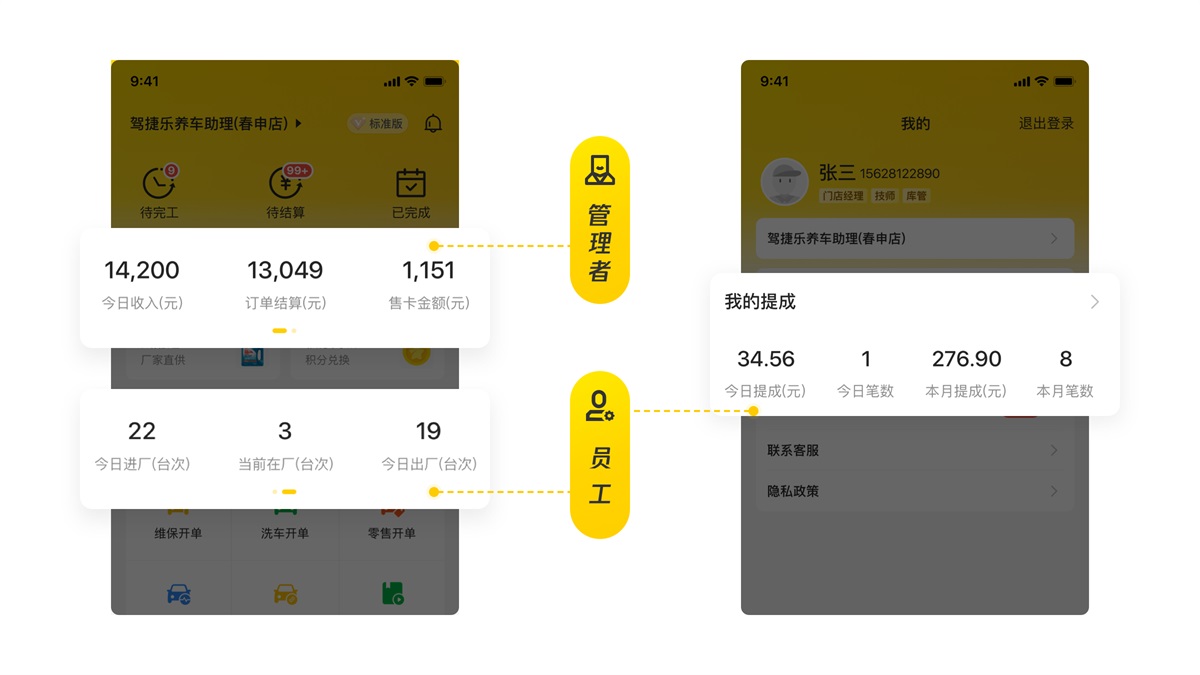 9:41
驾捷乐养车助理(春申店)
标准版
9
99+
待完工
待结算
已完成
14,200
13,049
1,151
今日收入(元)
订单结算(元)
售卡金额(元)
厂家直供
积分兑换
22
3
19
今日进厂(台次)
当前在厂(台次)
今日出厂(台次)
维保开单
洗车开单
零售开单
管理者
员工
9:41
我的
退出登录
张三 15628122890
门店经理 技师 库管
驾捷乐养车助理(春申店)
我的提成
34.56
1
276.90
8
今日提成(元)
今日笔数
本月提成(元)
本月笔数
联系客服
隐私政策